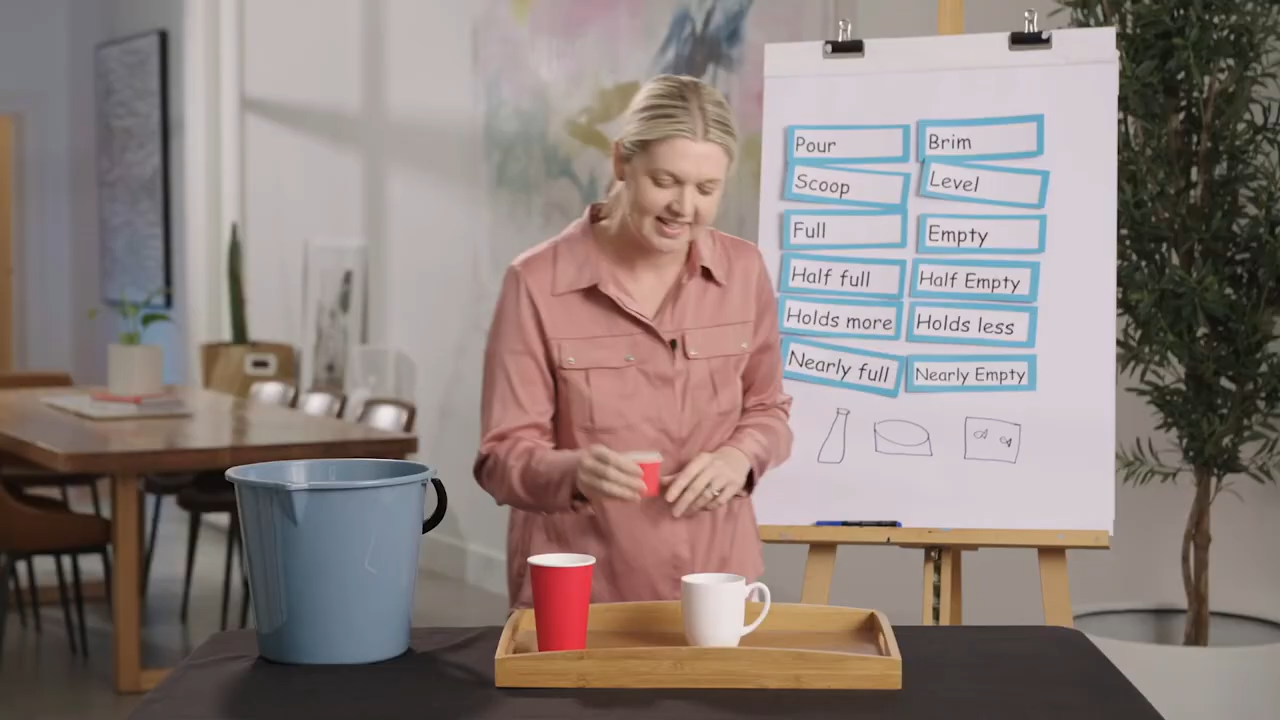 Pour
Brim
Scoop
Level
Full
Empty
Half full
Half Empty
Holds more
Holds less
Nearly full
Nearly Empty